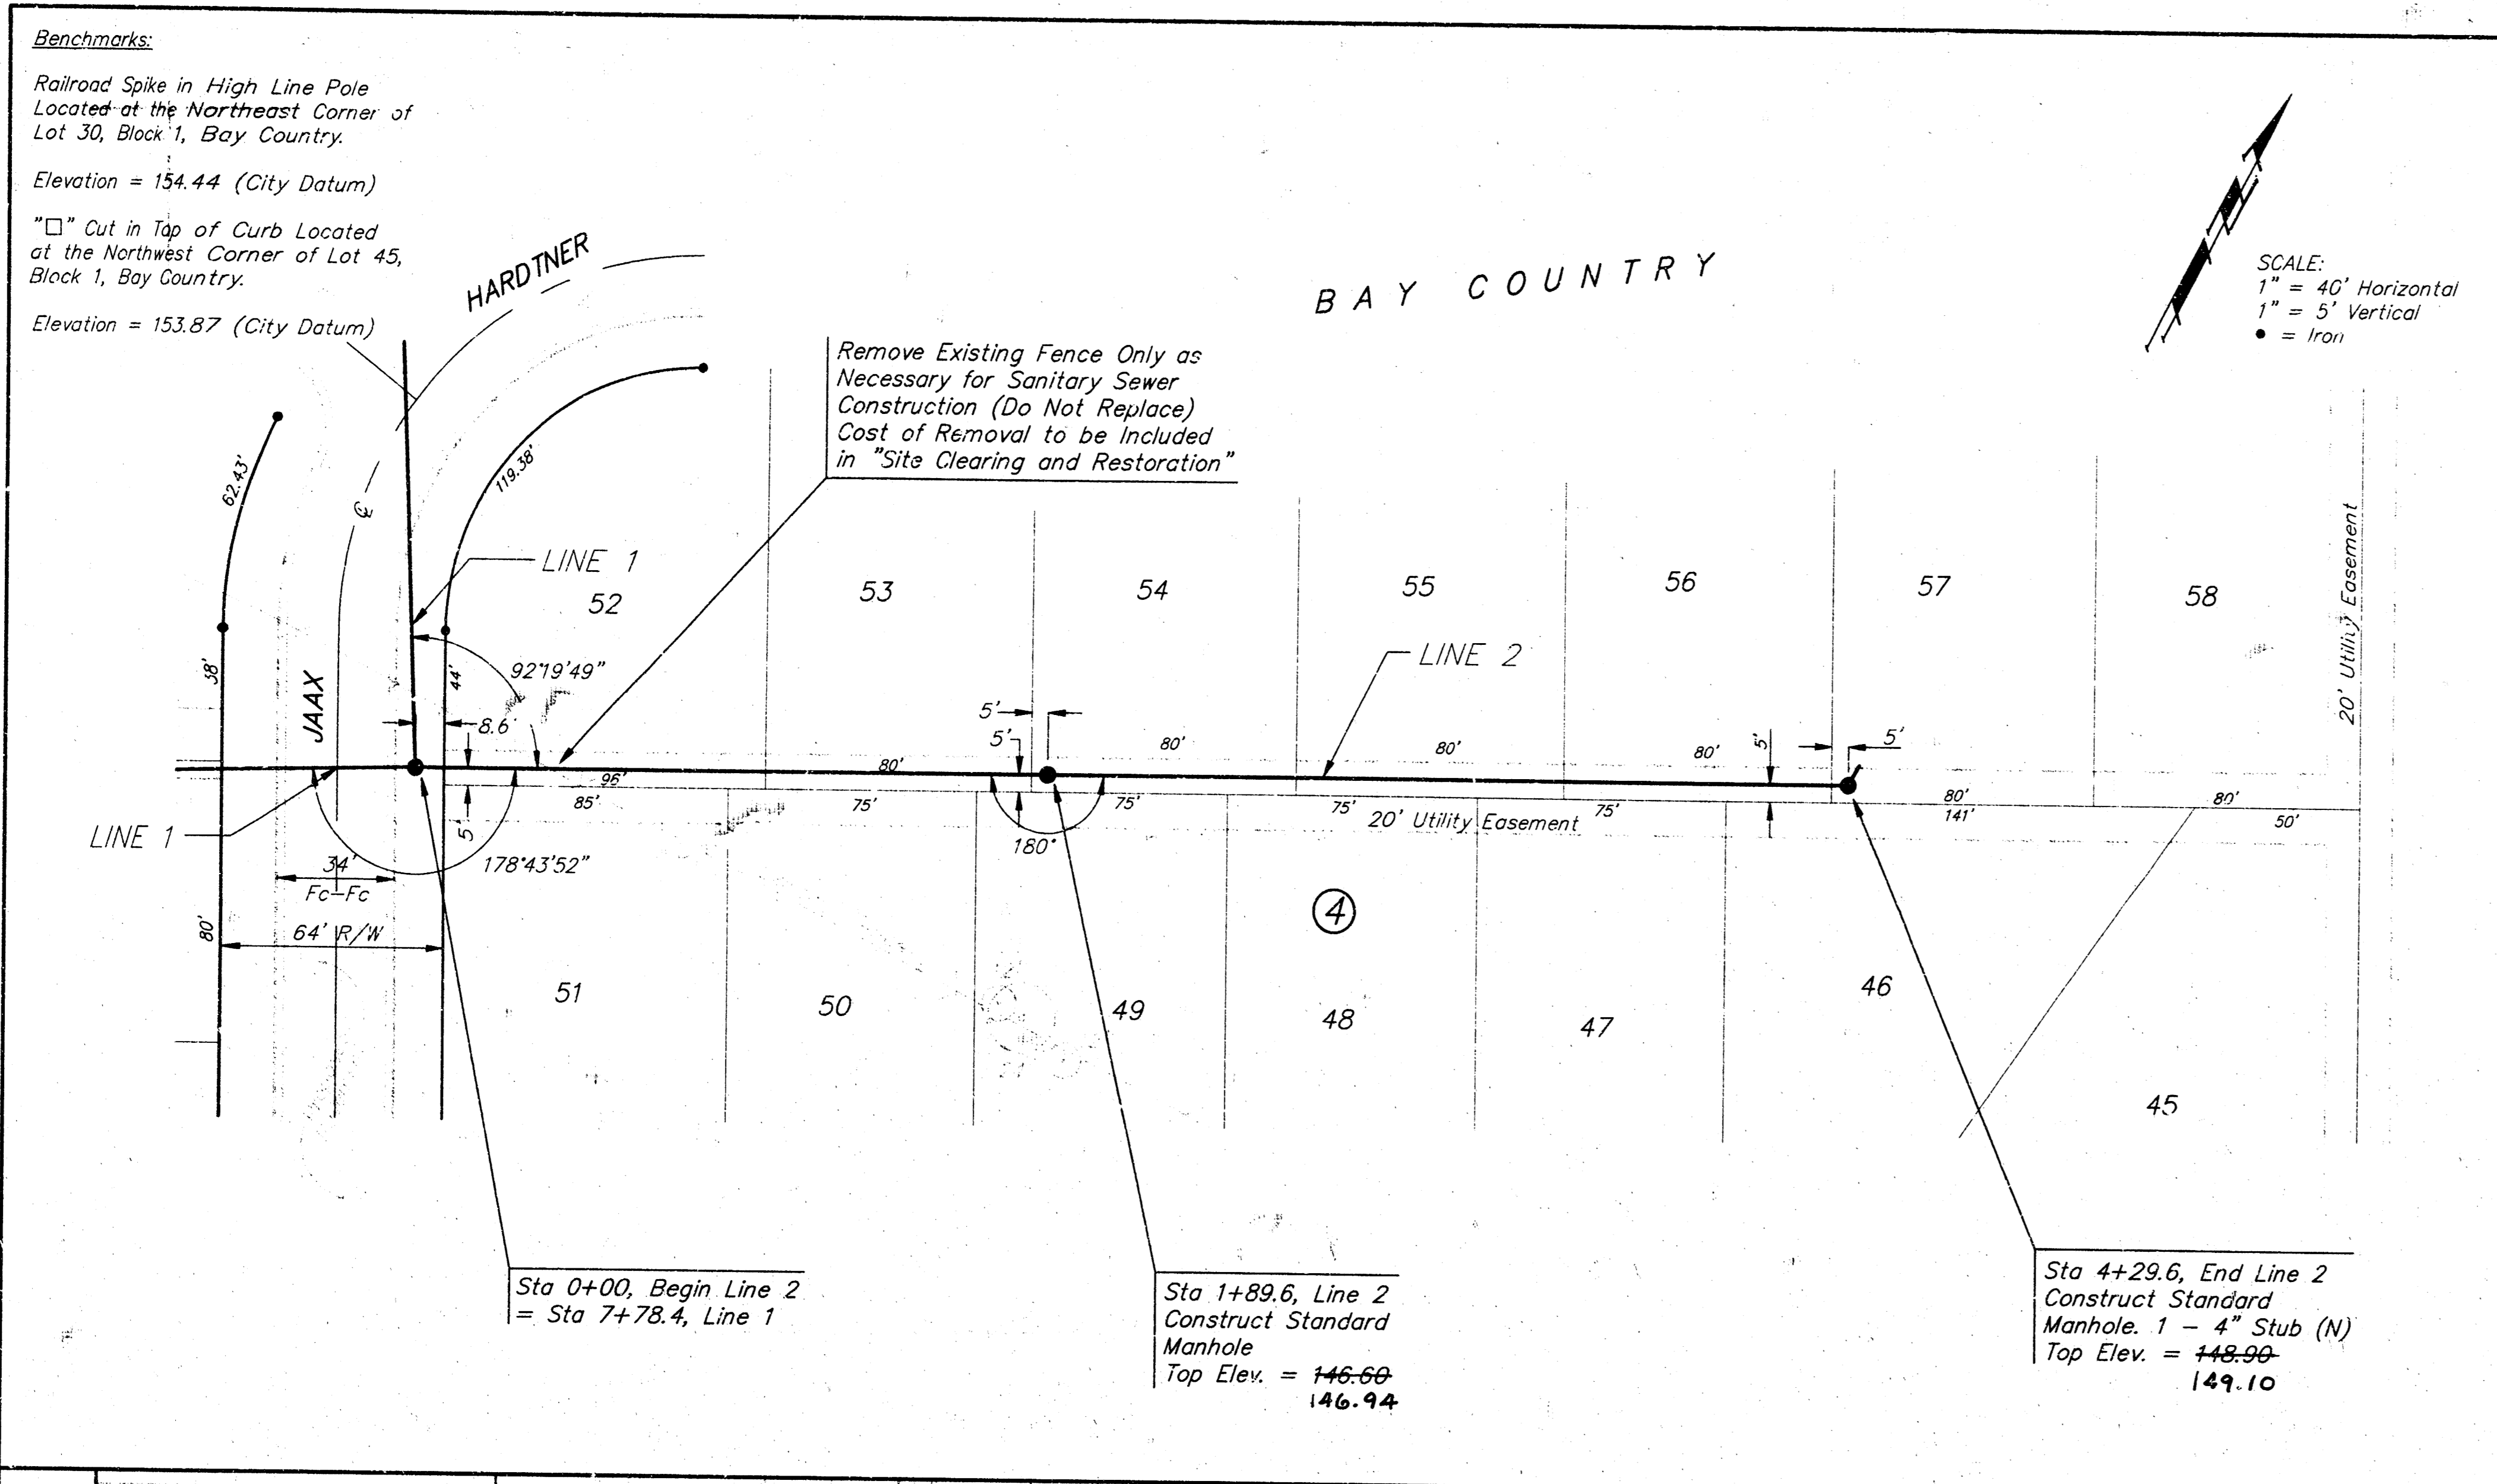 Benchmarks:
Railroad Spike in High Line Pole
Located at the Northeast Corner of
Lot 30, Block 1, Bay Country.
Elevation = 154.44 (City Datum)
"□" Cut in Top of Curb Located
at the Northwest Corner of Lot 45,
Block 1, Bay Country.
Elevation = 153.87 (City Datum)
HARDTNER
BAY COUNTRY
SCALE:
1" = 40' Horizontal
1" = 5' Vertical
● = Iron
Remove Existing Fence Only as
Necessary for Sanitary Sewer
Construction (Do Not Replace)
Cost of Removal to be Included
in "Site Clearing and Restoration"
62.43'
119.38'
℄
LINE 1
52
53
54
55
56
57
58
20' Utility Easement
92°19'49"
LINE 2
38'
44'
JAAX
8.6'
5'
5'
80'
80'
80'
5'
5'
96'
80'
85'
75'
75'
75'
75'
80'
141'
80'
50'
20' Utility Easement
LINE 1
5'
180°
178°43'52"
34'
Fc-Fc
64' R/W
80'
4
51
50
49
48
47
46
45
Sta 0+00, Begin Line 2
= Sta 7+78.4, Line 1
Sta 1+89.6, Line 2
Construct Standard
Manhole
Top Elev. = 146.60
146.94
Sta 4+29.6, End Line 2
Construct Standard
Manhole. 1 - 4" Stub (N)
Top Elev. = 148.90
149.10